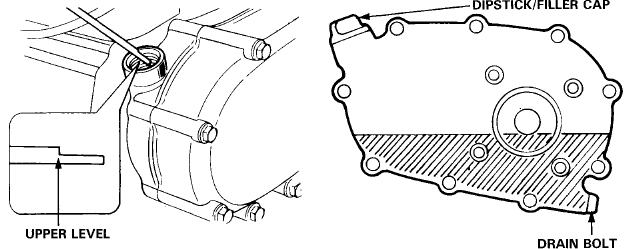 DIPSTICK/FILLER CAP
UPPER LEVEL
DRAIN BOLT